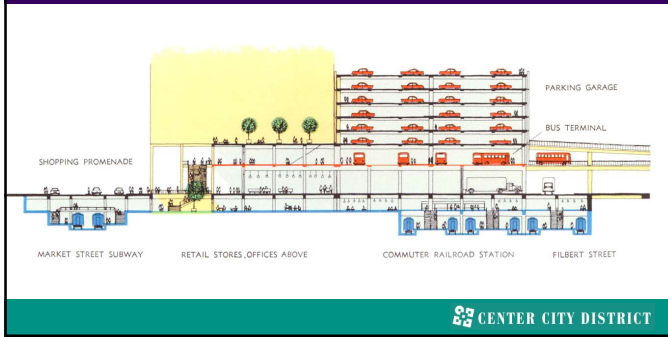 PARKING GARAGE
BUS TERMINAL
SHOPPING PROMENADE
MARKET STREET SUBWAY
RETAIL STORES, OFFICES ABOVE
COMMUTER RAILROAD STATION
FILBERT STREET
CENTER CITY DISTRICT